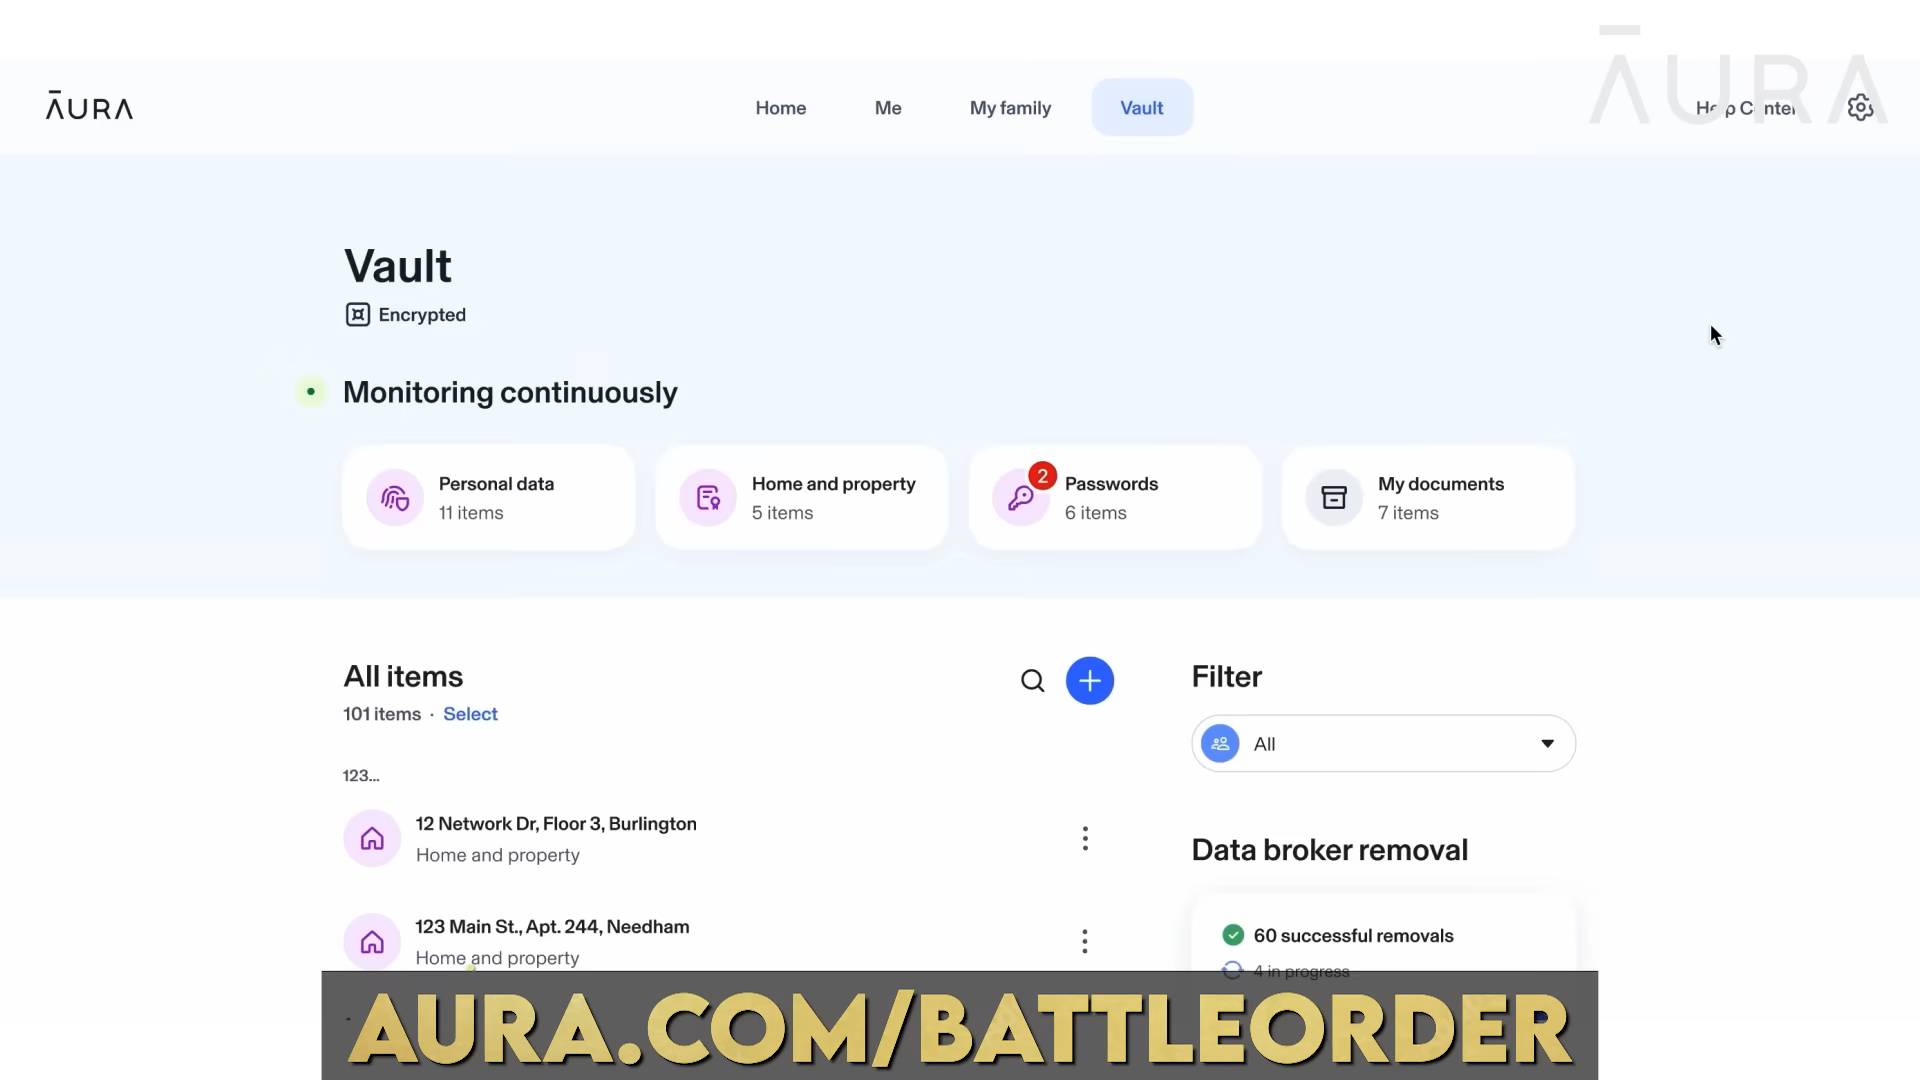 ĀURA
Home
Me
My family
Vault
Help Center
ĀURA
Vault
Encrypted
Monitoring continuously
Personal data
11 items
Home and property
5 items
2
Passwords
6 items
My documents
7 items
All items
101 items · Select
123...
12 Network Dr, Floor 3, Burlington
Home and property
123 Main St., Apt. 244, Needham
Home and property
Filter
All
Data broker removal
60 successful removals
4 in progress
AURA.COM/BATTLEORDER